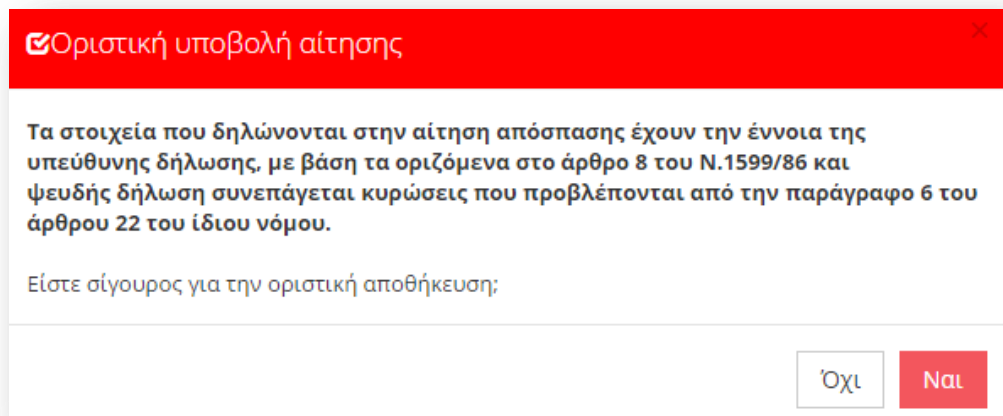 Οριστική υποβολή αίτησης
Τα στοιχεία που δηλώνονται στην αίτηση απόσπασης έχουν την έννοια της
υπεύθυνης δήλωσης, με βάση τα οριζόμενα στο άρθρο 8 του Ν.1599/86 και
ψευδής δήλωση συνεπάγεται κυρώσεις που προβλέπονται από την παράγραφο 6 του
άρθρου 22 του ίδιου νόμου.
Είστε σίγουρος για την οριστική αποθήκευση;
Όχι
Ναι